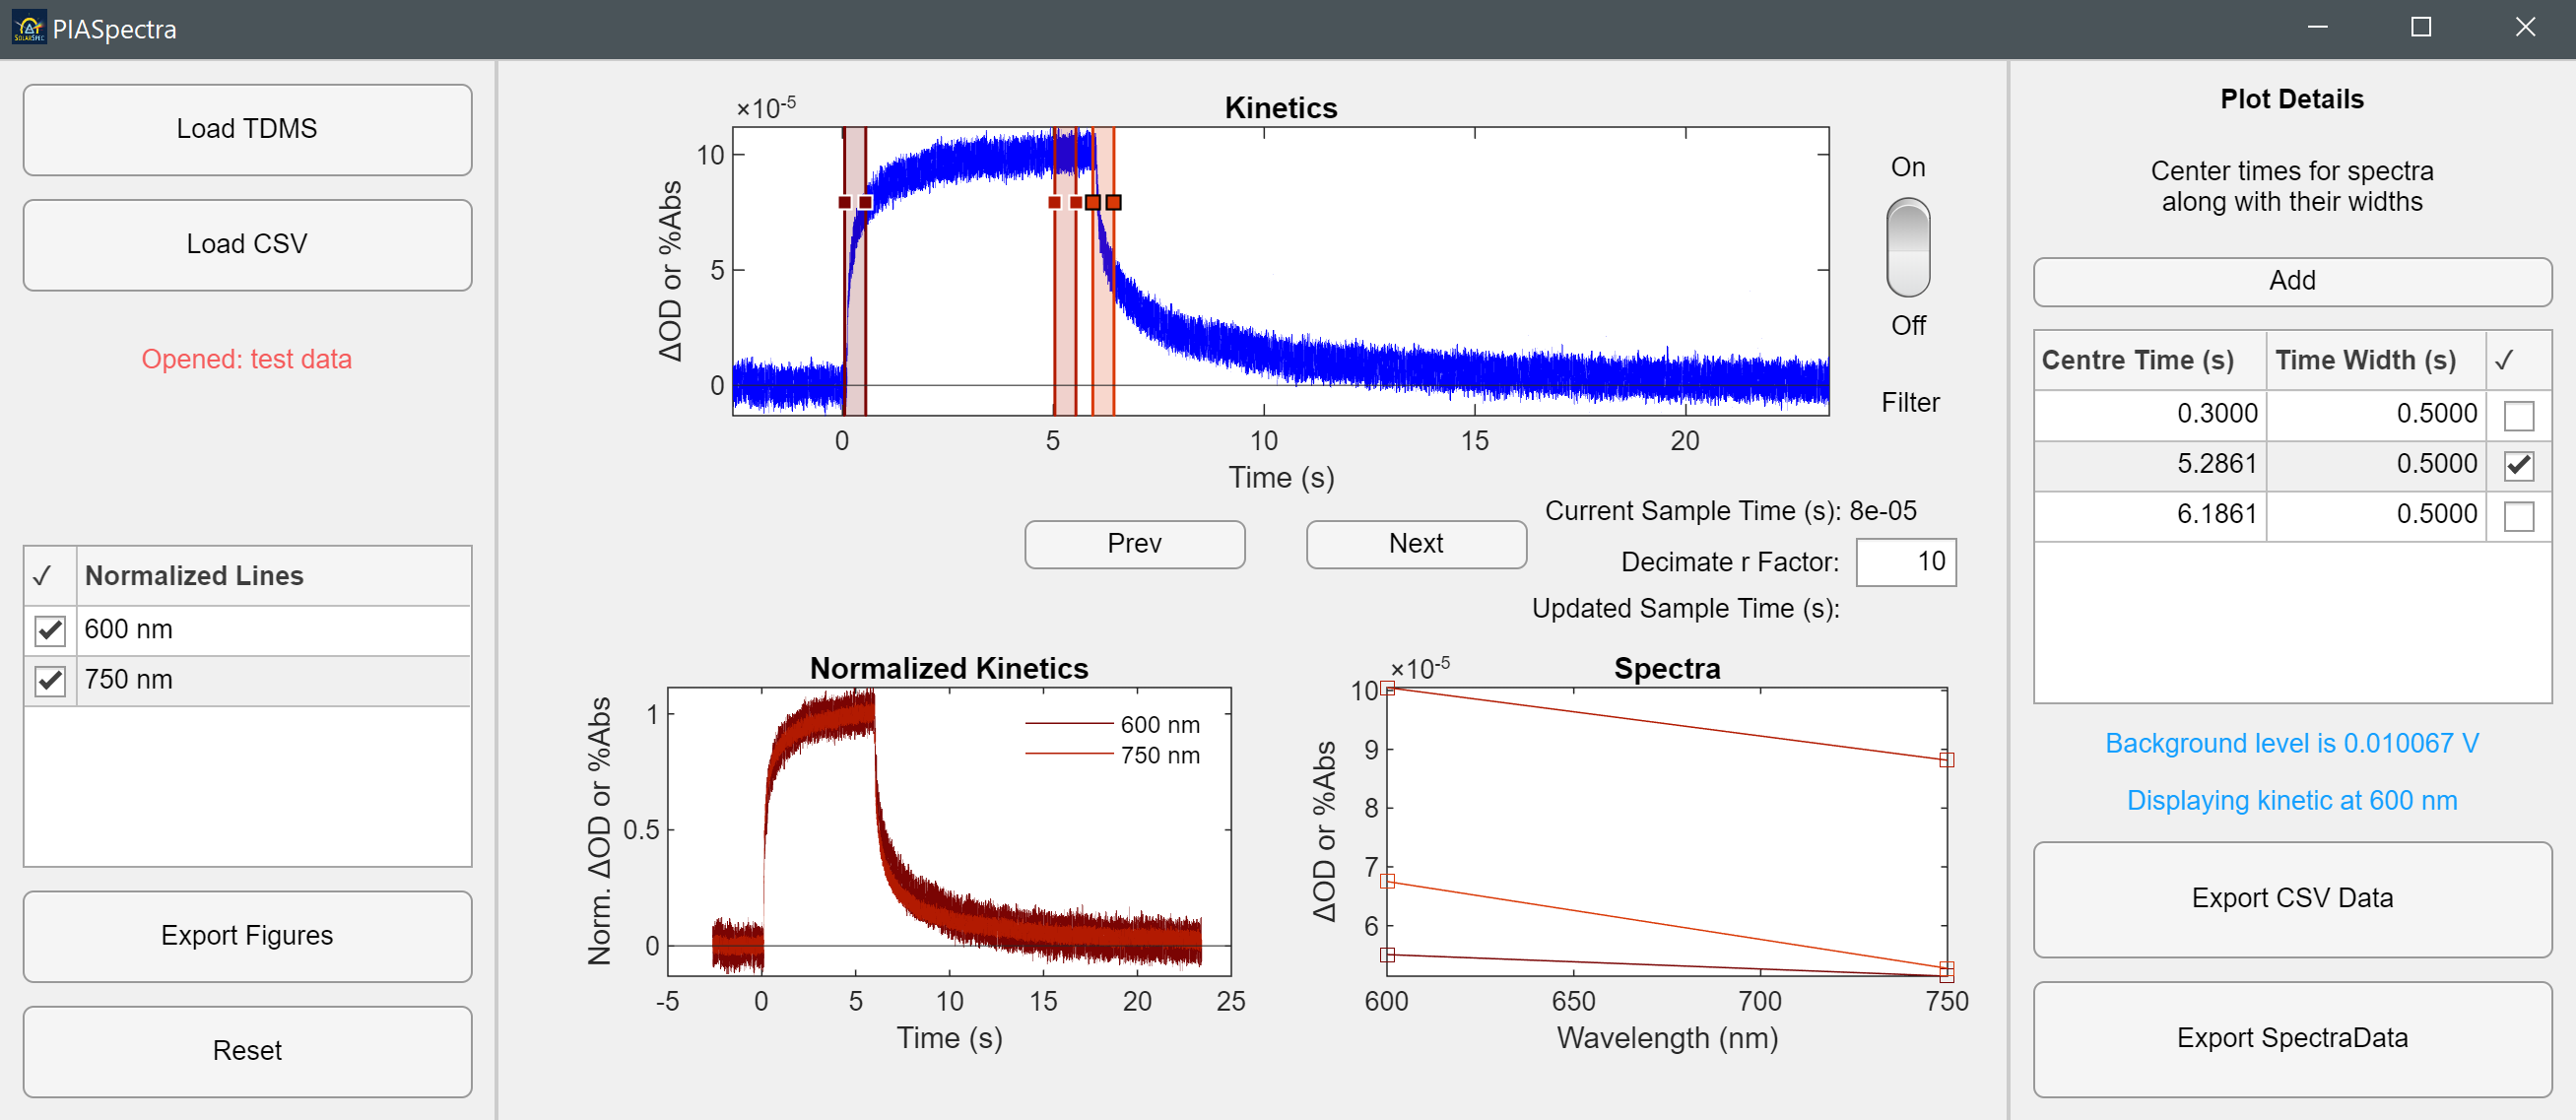 PIASpectra
Load TDMS
Load CSV
Opened: test data
✓ Normalized Lines
600 nm
750 nm
Export Figures
Reset
Kinetics
×10-5
10
5
0
ΔOD or %Abs
0 5 10 15 20
Time (s)
On
Off
Filter
Prev
Next
Current Sample Time (s): 8e-05
Decimate r Factor: 10
Updated Sample Time (s):
Normalized Kinetics
1
0.5
0
Norm. ΔOD or %Abs
600 nm
750 nm
-5 0 5 10 15 20 25
Time (s)
Spectra
×10-5
10
9
8
7
6
ΔOD or %Abs
600 650 700 750
Wavelength (nm)
Plot Details
Center times for spectra
along with their widths
Add
Centre Time (s) Time Width (s) ✓
0.3000 0.5000
5.2861 0.5000
6.1861 0.5000
Background level is 0.010067 V
Displaying kinetic at 600 nm
Export CSV Data
Export SpectraData